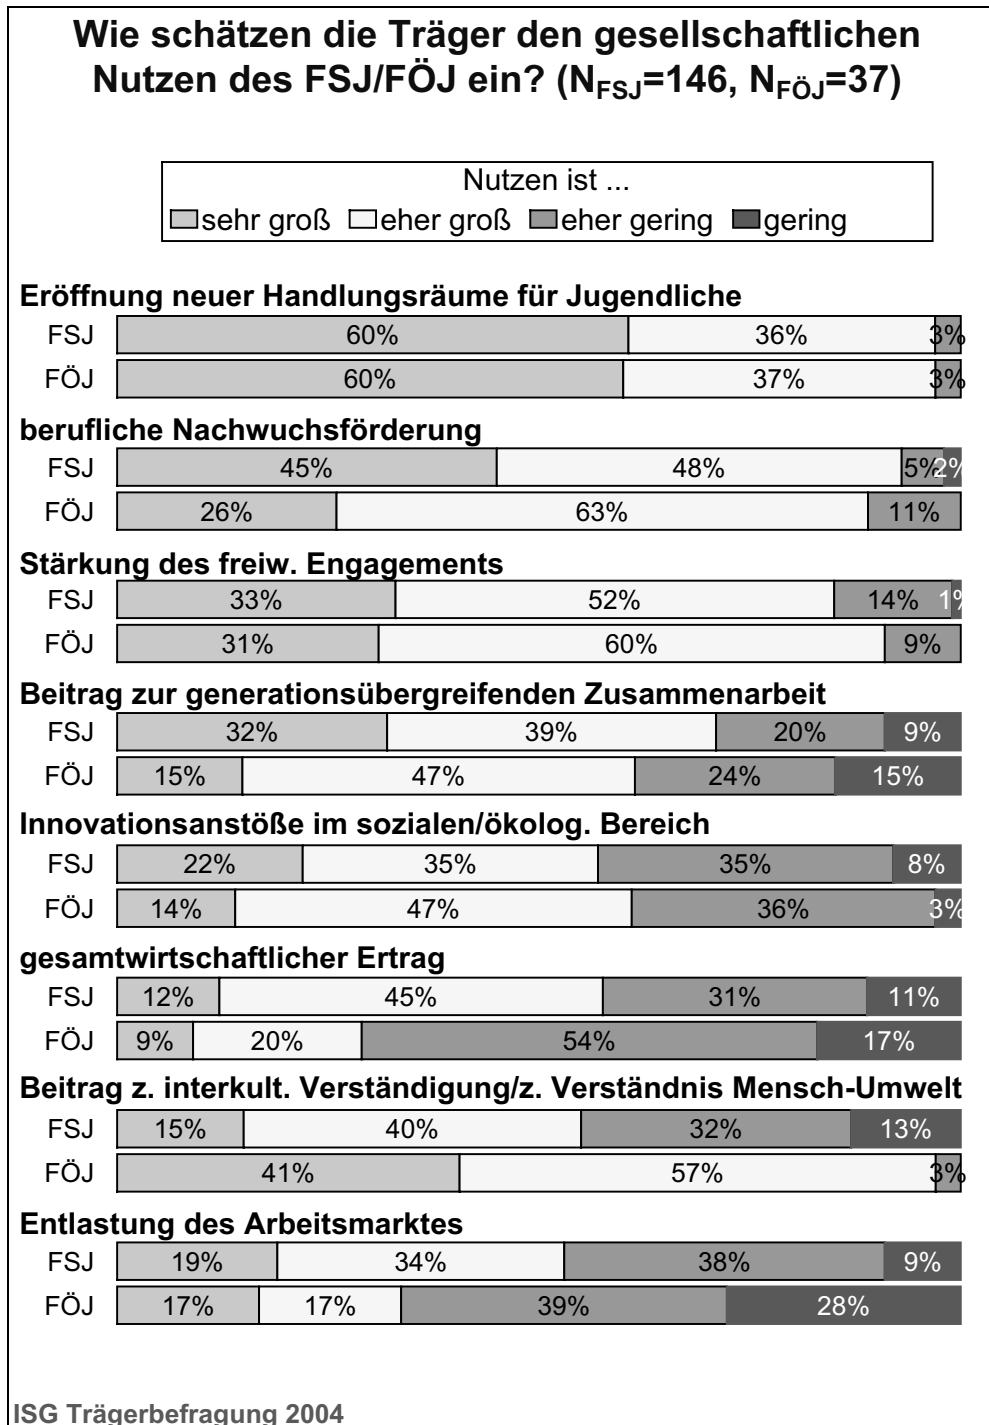 Wie schätzen die Träger den gesellschaftlichen
Nutzen des FSJ/FÖJ ein? (NFSJ=146, NFÖJ=37)
Nutzen ist ...
sehr groß eher groß eher gering gering
Eröffnung neuer Handlungsräume für Jugendliche
FSJ 60% 36% 3%
FÖJ 60% 37% 3%
berufliche Nachwuchsförderung
FSJ 45% 48% 5% 2%
FÖJ 26% 63% 11%
Stärkung des freiw. Engagements
FSJ 33% 52% 14% 1%
FÖJ 31% 60% 9%
Beitrag zur generationsübergreifenden Zusammenarbeit
FSJ 32% 39% 20% 9%
FÖJ 15% 47% 24% 15%
Innovationsanstöße im sozialen/ökolog. Bereich
FSJ 22% 35% 35% 8%
FÖJ 14% 47% 36% 3%
gesamtwirtschaftlicher Ertrag
FSJ 12% 45% 31% 11%
FÖJ 9% 20% 54% 17%
Beitrag z. interkult. Verständigung/z. Verständnis Mensch-Umwelt
FSJ 15% 40% 32% 13%
FÖJ 41% 57% 3%
Entlastung des Arbeitsmarktes
FSJ 19% 34% 38% 9%
FÖJ 17% 17% 39% 28%
ISG Trägerbefragung 2004